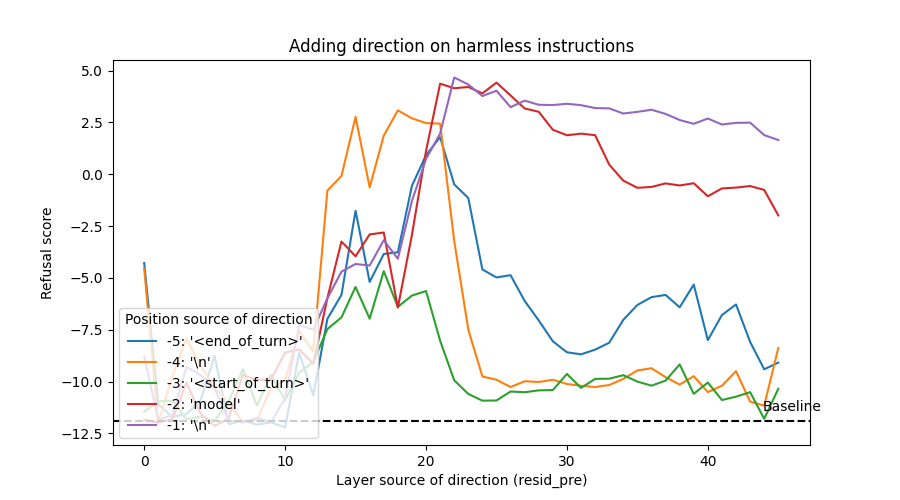 Adding direction on harmless instructions
Refusal score
5.0
2.5
0.0
−2.5
−5.0
−7.5
−10.0
−12.5
Position source of direction
-5: '<end_of_turn>'
-4: '\n'
-3: '<start_of_turn>'
-2: 'model'
-1: '\n'
Baseline
0
10
20
30
40
Layer source of direction (resid_pre)